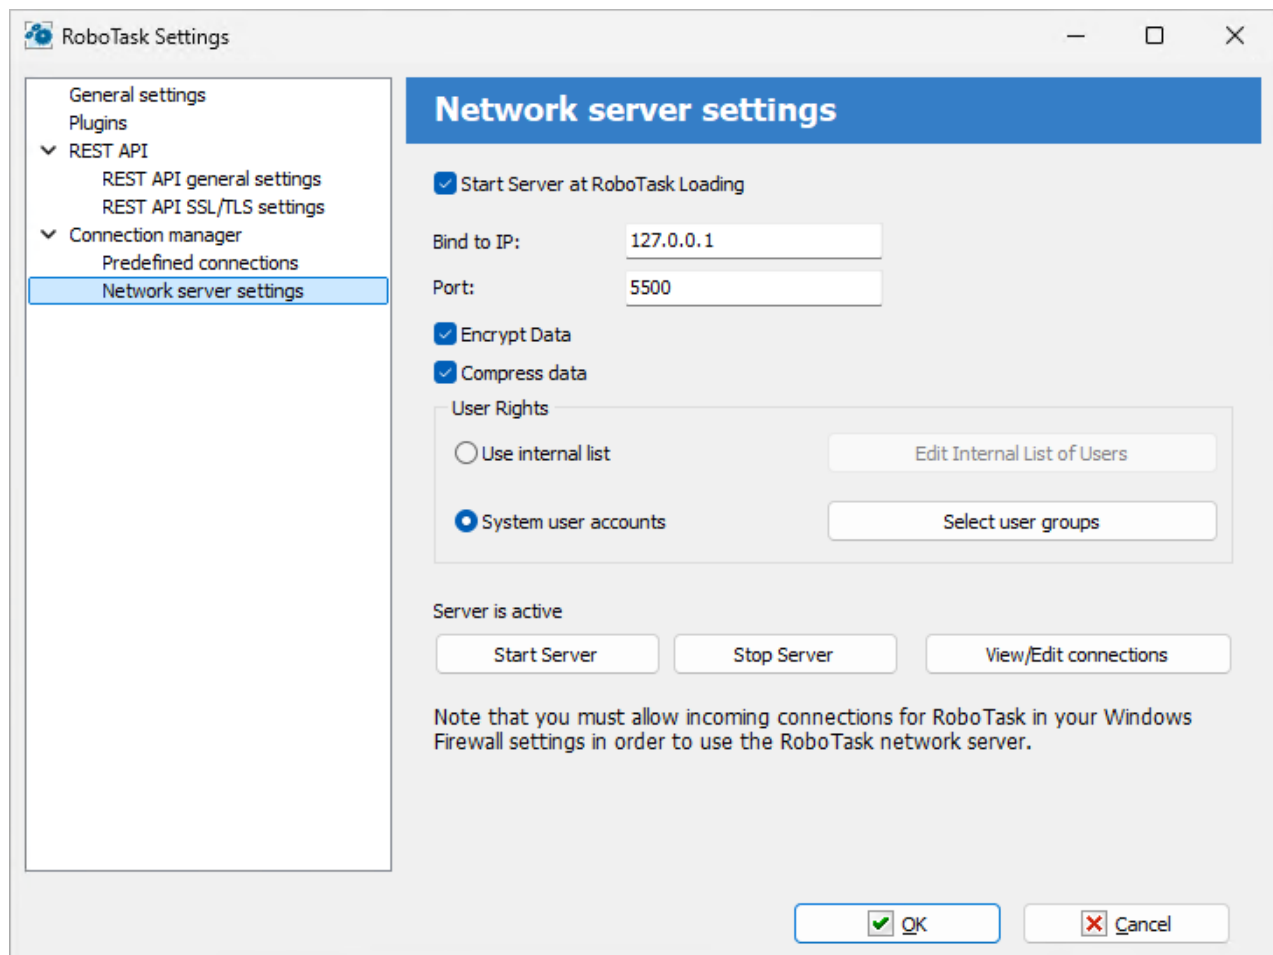 RoboTask Settings
General settings
Plugins
REST API
REST API general settings
REST API SSL/TLS settings
Connection manager
Predefined connections
Network server settings
Network server settings
Start Server at RoboTask Loading
Bind to IP: 127.0.0.1
Port: 5500
Encrypt Data
Compress data
User Rights
Use internal list Edit Internal List of Users
System user accounts Select user groups
Server is active
Start Server Stop Server View/Edit connections
Note that you must allow incoming connections for RoboTask in your Windows
Firewall settings in order to use the RoboTask network server.
OK Cancel